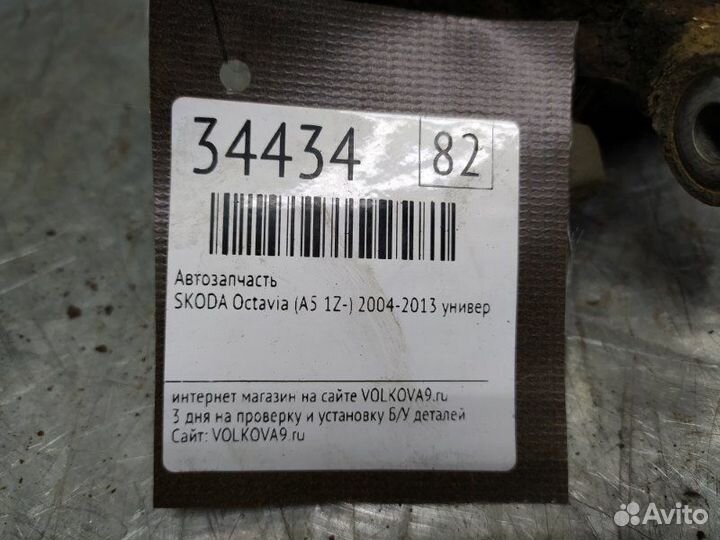 34434 82
Автозапчасть
SKODA Octavia (A5 1Z-) 2004-2013 универ
интернет магазин на сайте VOLKOVA9.ru
3 дня на проверку и установку Б/У деталей
Сайт: VOLKOVA9.ru
Avito